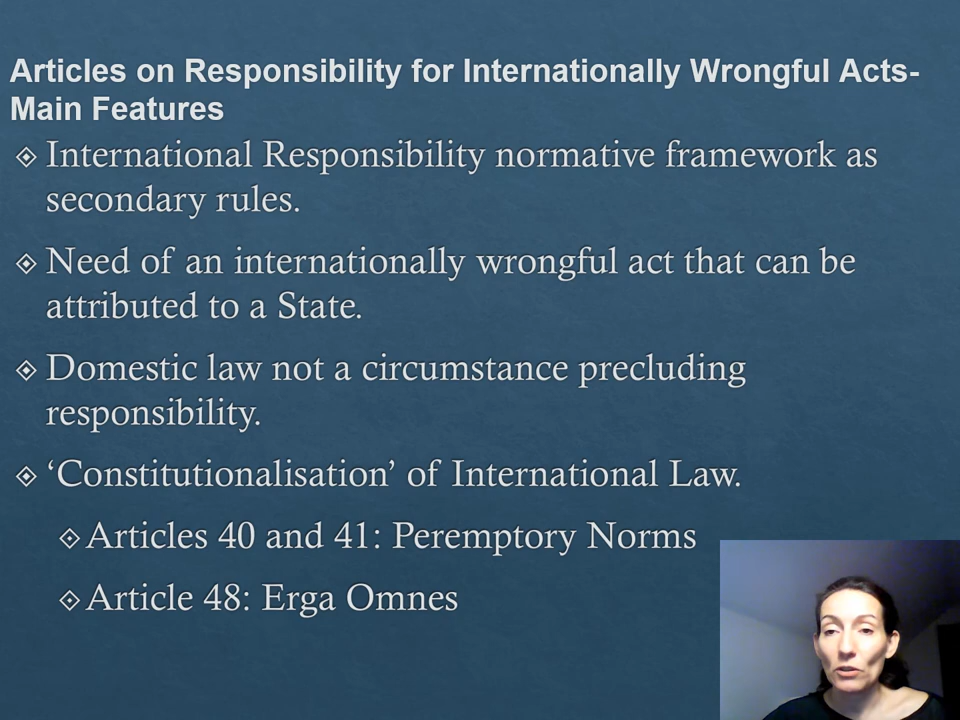 Articles on Responsibility for Internationally Wrongful Acts-
Main Features
International Responsibility normative framework as
secondary rules.
Need of an internationally wrongful act that can be
attributed to a State.
Domestic law not a circumstance precluding
responsibility.
‘Constitutionalisation’ of International Law.
Articles 40 and 41: Peremptory Norms
Article 48: Erga Omnes